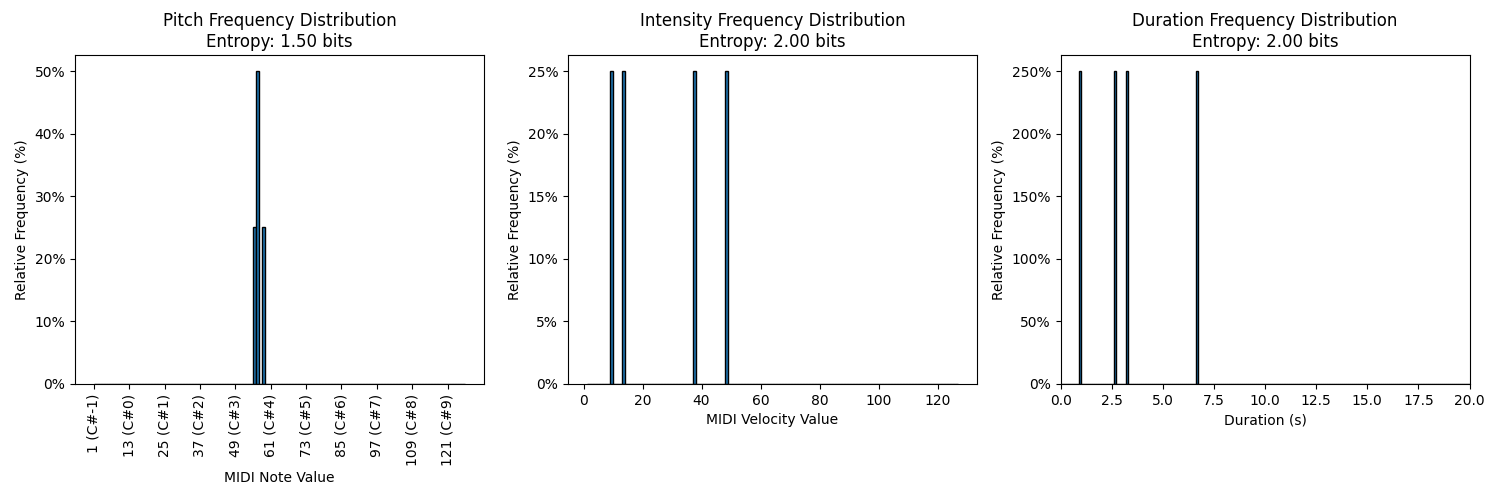 Pitch Frequency Distribution
Entropy: 1.50 bits
50%
40%
30%
20%
10%
0%
Relative Frequency (%)
1 (C#-1)
13 (C#0)
25 (C#1)
37 (C#2)
49 (C#3)
61 (C#4)
73 (C#5)
85 (C#6)
97 (C#7)
109 (C#8)
121 (C#9)
MIDI Note Value
Intensity Frequency Distribution
Entropy: 2.00 bits
25%
20%
15%
10%
5%
0%
Relative Frequency (%)
0 20 40 60 80 100 120
MIDI Velocity Value
Duration Frequency Distribution
Entropy: 2.00 bits
250%
200%
150%
100%
50%
0%
Relative Frequency (%)
0.0 2.5 5.0 7.5 10.0 12.5 15.0 17.5 20.0
Duration (s)